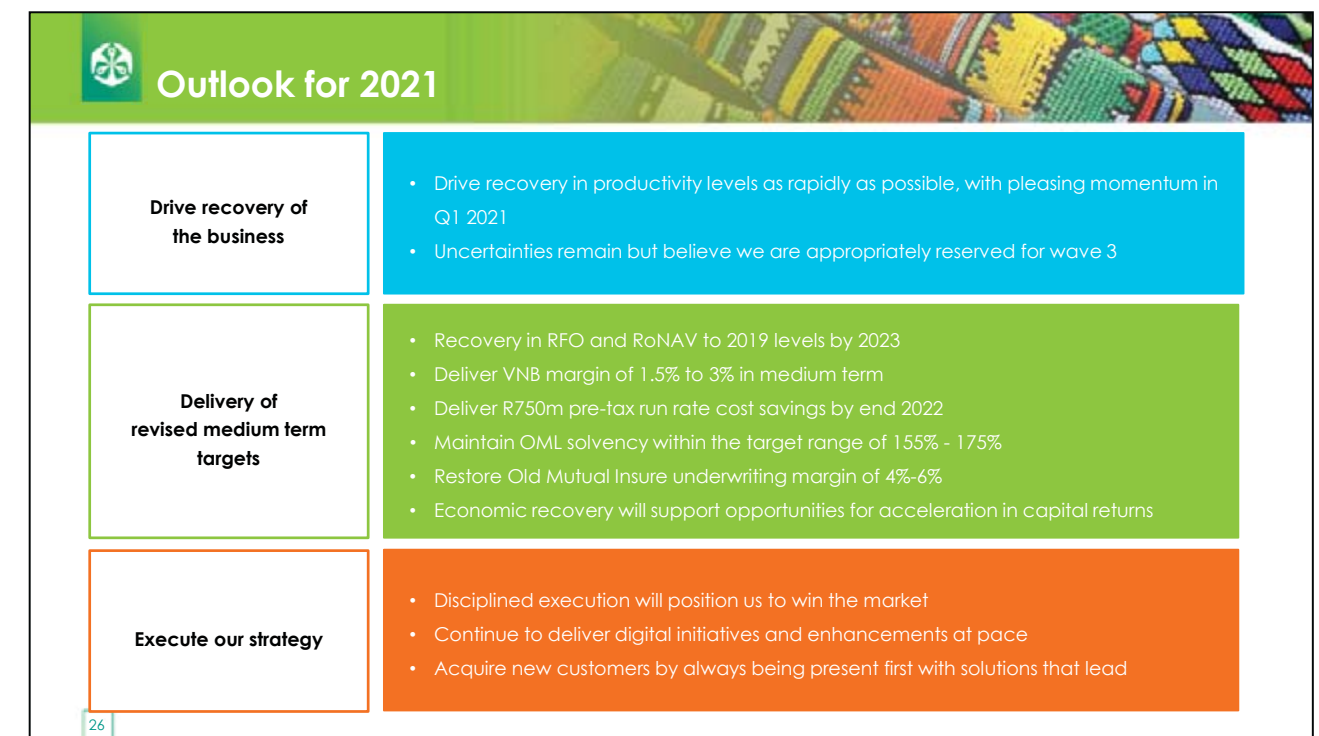 Outlook for 2021
Drive recovery of
the business
• Drive recovery in productivity levels as rapidly as possible, with pleasing momentum in
Q1 2021
• Uncertainties remain but believe we are appropriately reserved for wave 3
Delivery of
revised medium term
targets
• Recovery in RFO and RoNAV to 2019 levels by 2023
• Deliver VNB margin of 1.5% to 3% in medium term
• Deliver R750m pre-tax run rate cost savings by end 2022
• Maintain OML solvency within the target range of 155% - 175%
• Restore Old Mutual Insure underwriting margin of 4%-6%
• Economic recovery will support opportunities for acceleration in capital returns
Execute our strategy
• Disciplined execution will position us to win the market
• Continue to deliver digital initiatives and enhancements at pace
• Acquire new customers by always being present first with solutions that lead
26